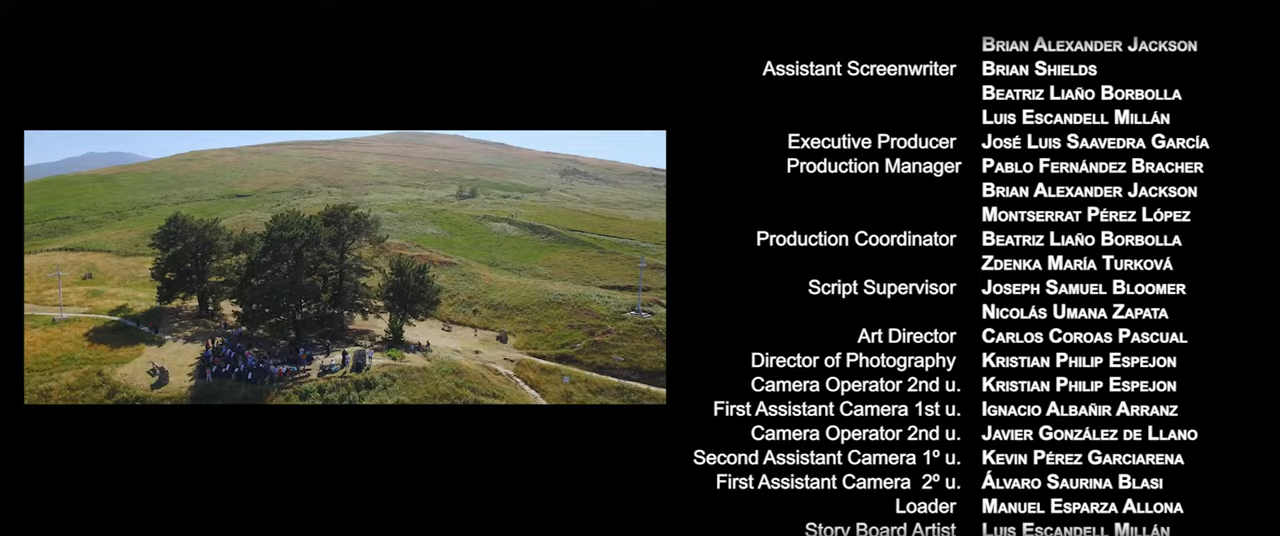 Brian Alexander Jackson
Assistant Screenwriter Brian Shields
Beatriz Liaño Borbolla
Luis Escandell Millán
Executive Producer José Luis Saavedra García
Production Manager Pablo Fernández Bracher
Brian Alexander Jackson
Montserrat Pérez López
Production Coordinator Beatriz Liaño Borbolla
Zdenka María Turková
Script Supervisor Joseph Samuel Bloomer
Nicolás Umana Zapata
Art Director Carlos Coroas Pascual
Director of Photography Kristian Philip Espejon
Camera Operator 2nd u. Kristian Philip Espejon
First Assistant Camera 1st u. Ignacio Albañir Arranz
Camera Operator 2nd u. Javier González de Llano
Second Assistant Camera 1º u. Kevin Pérez Garciarena
First Assistant Camera 2º u. Álvaro Saurina Blasi
Loader Manuel Esparza Allona
Story Board Artist Luis Escandell Millán